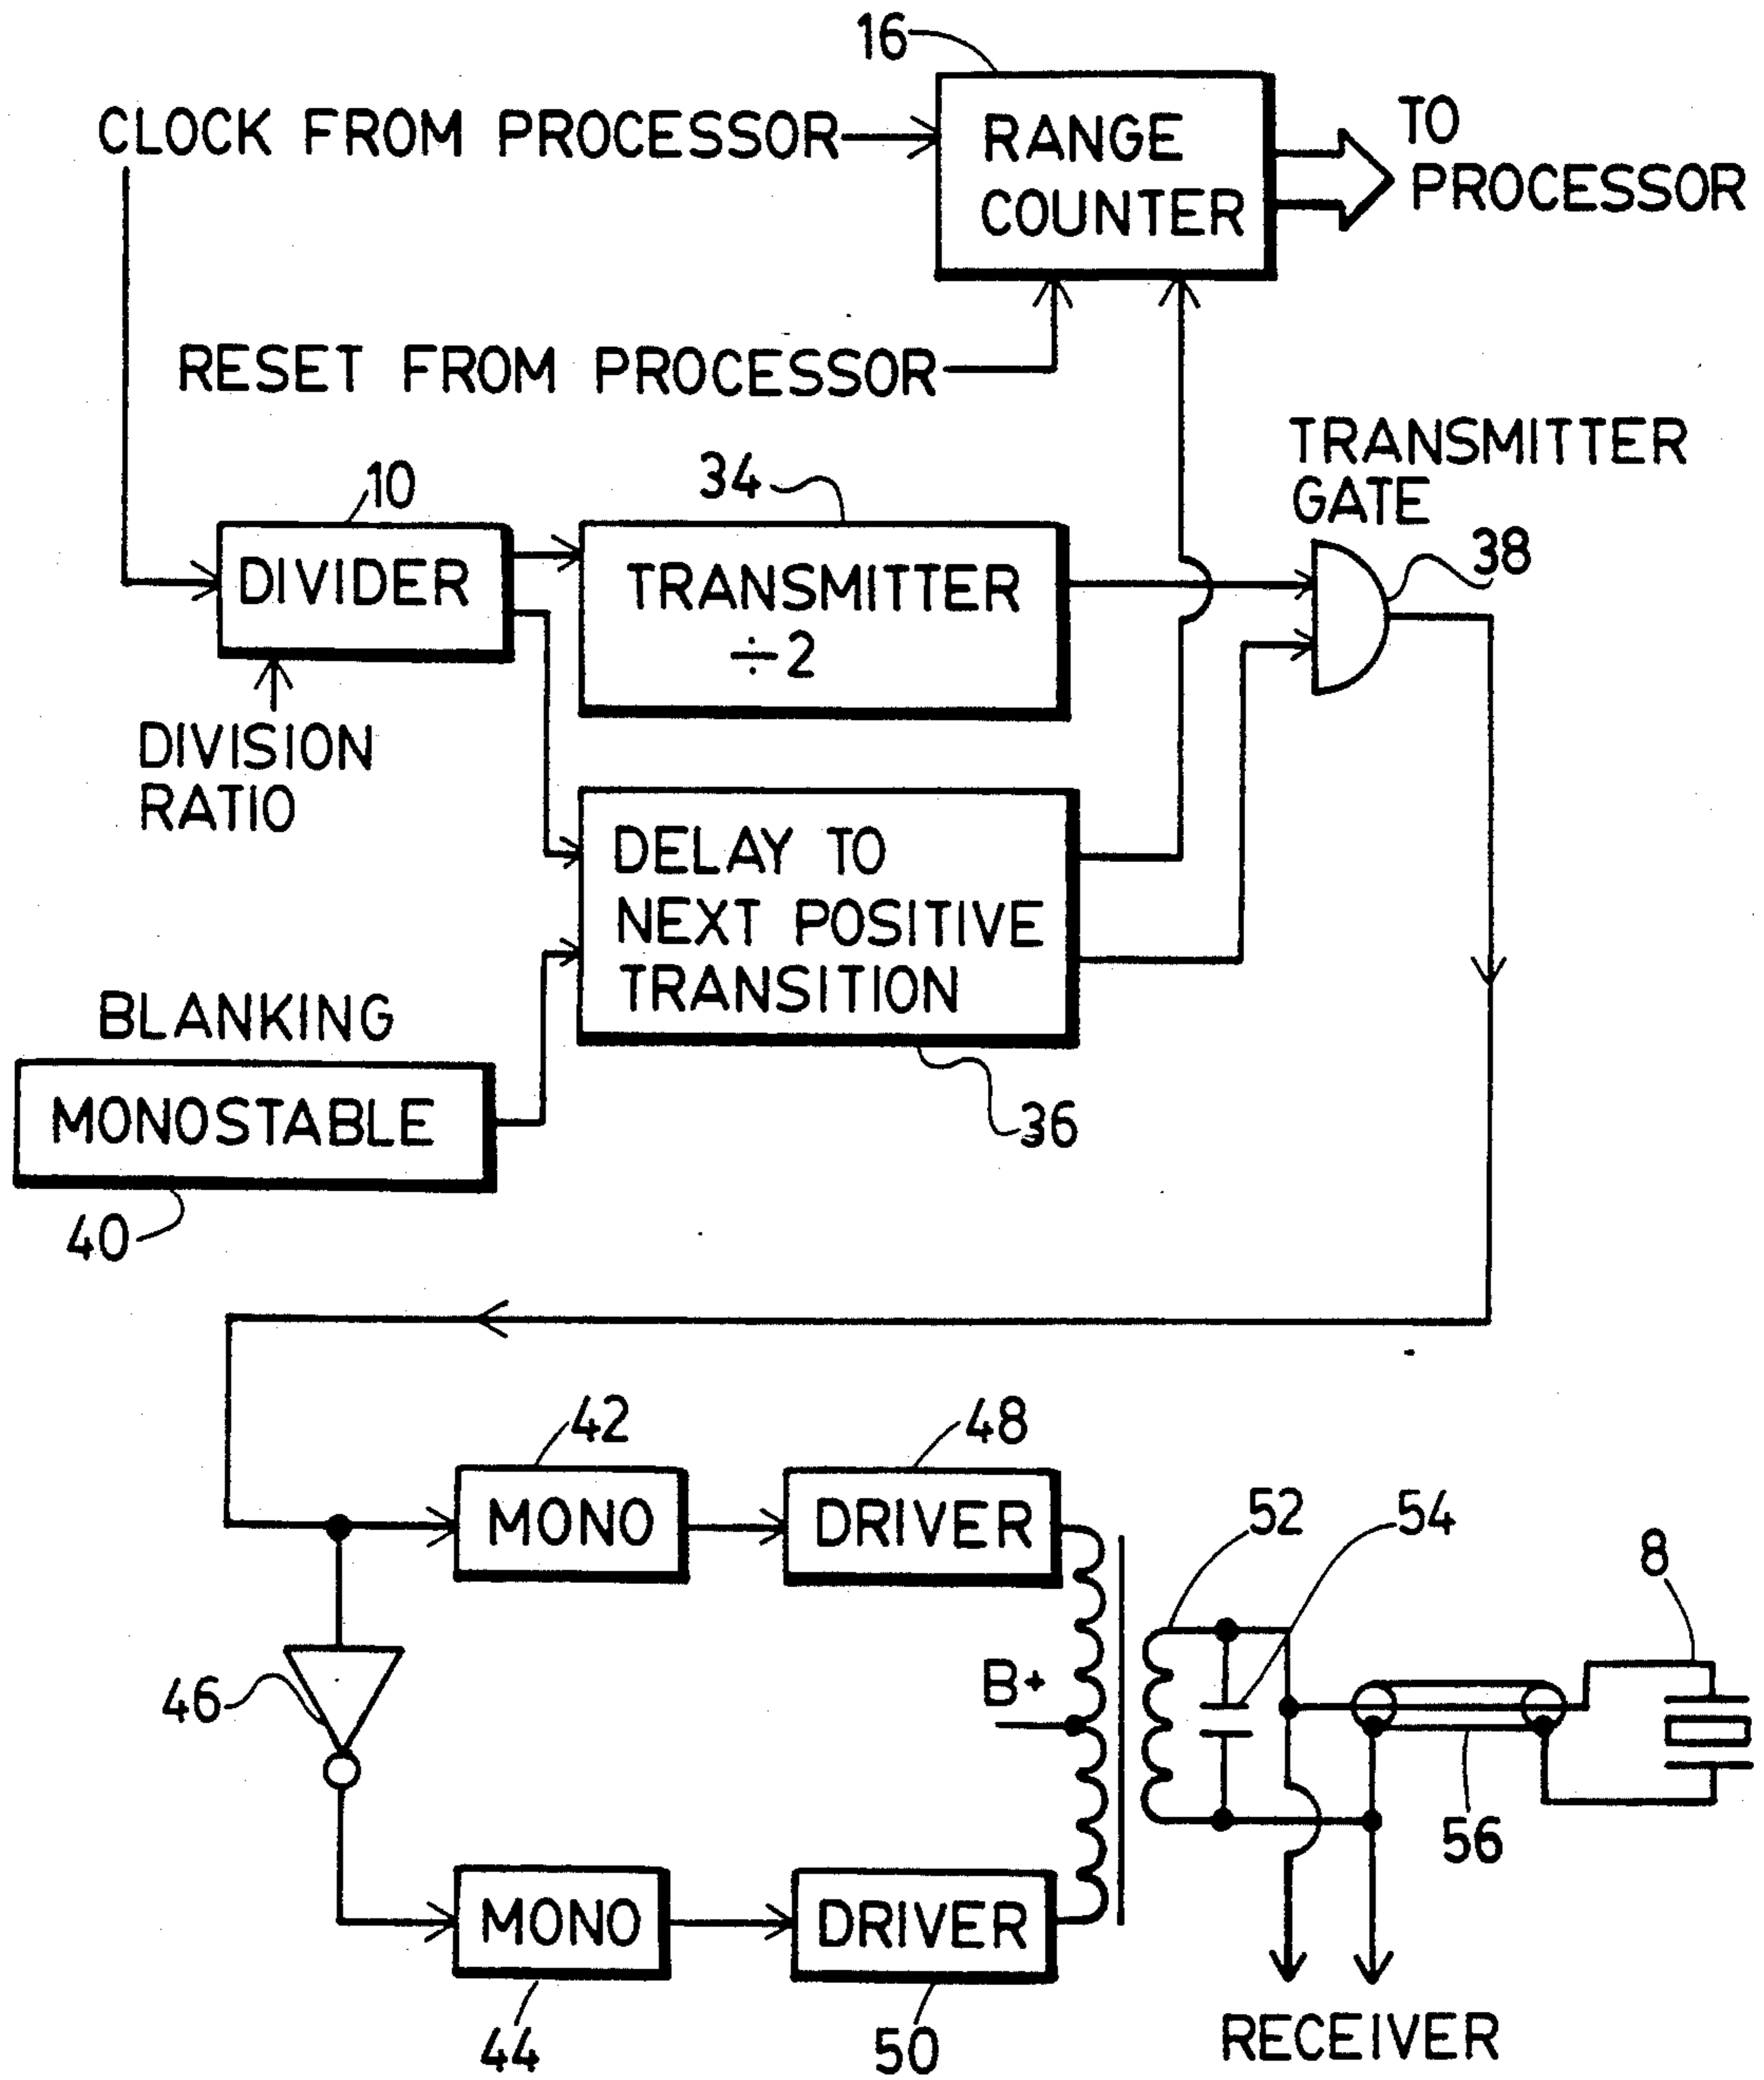 16
CLOCK FROM PROCESSOR
RANGE
COUNTER
TO
PROCESSOR
RESET FROM PROCESSOR
TRANSMITTER
GATE
10
34
38
DIVIDER
TRANSMITTER
÷2
DIVISION
RATIO
DELAY TO
NEXT POSITIVE
TRANSITION
BLANKING
MONOSTABLE
36
40
42
48
MONO
DRIVER
52
54
8
46
B+
56
MONO
DRIVER
44
50
RECEIVER